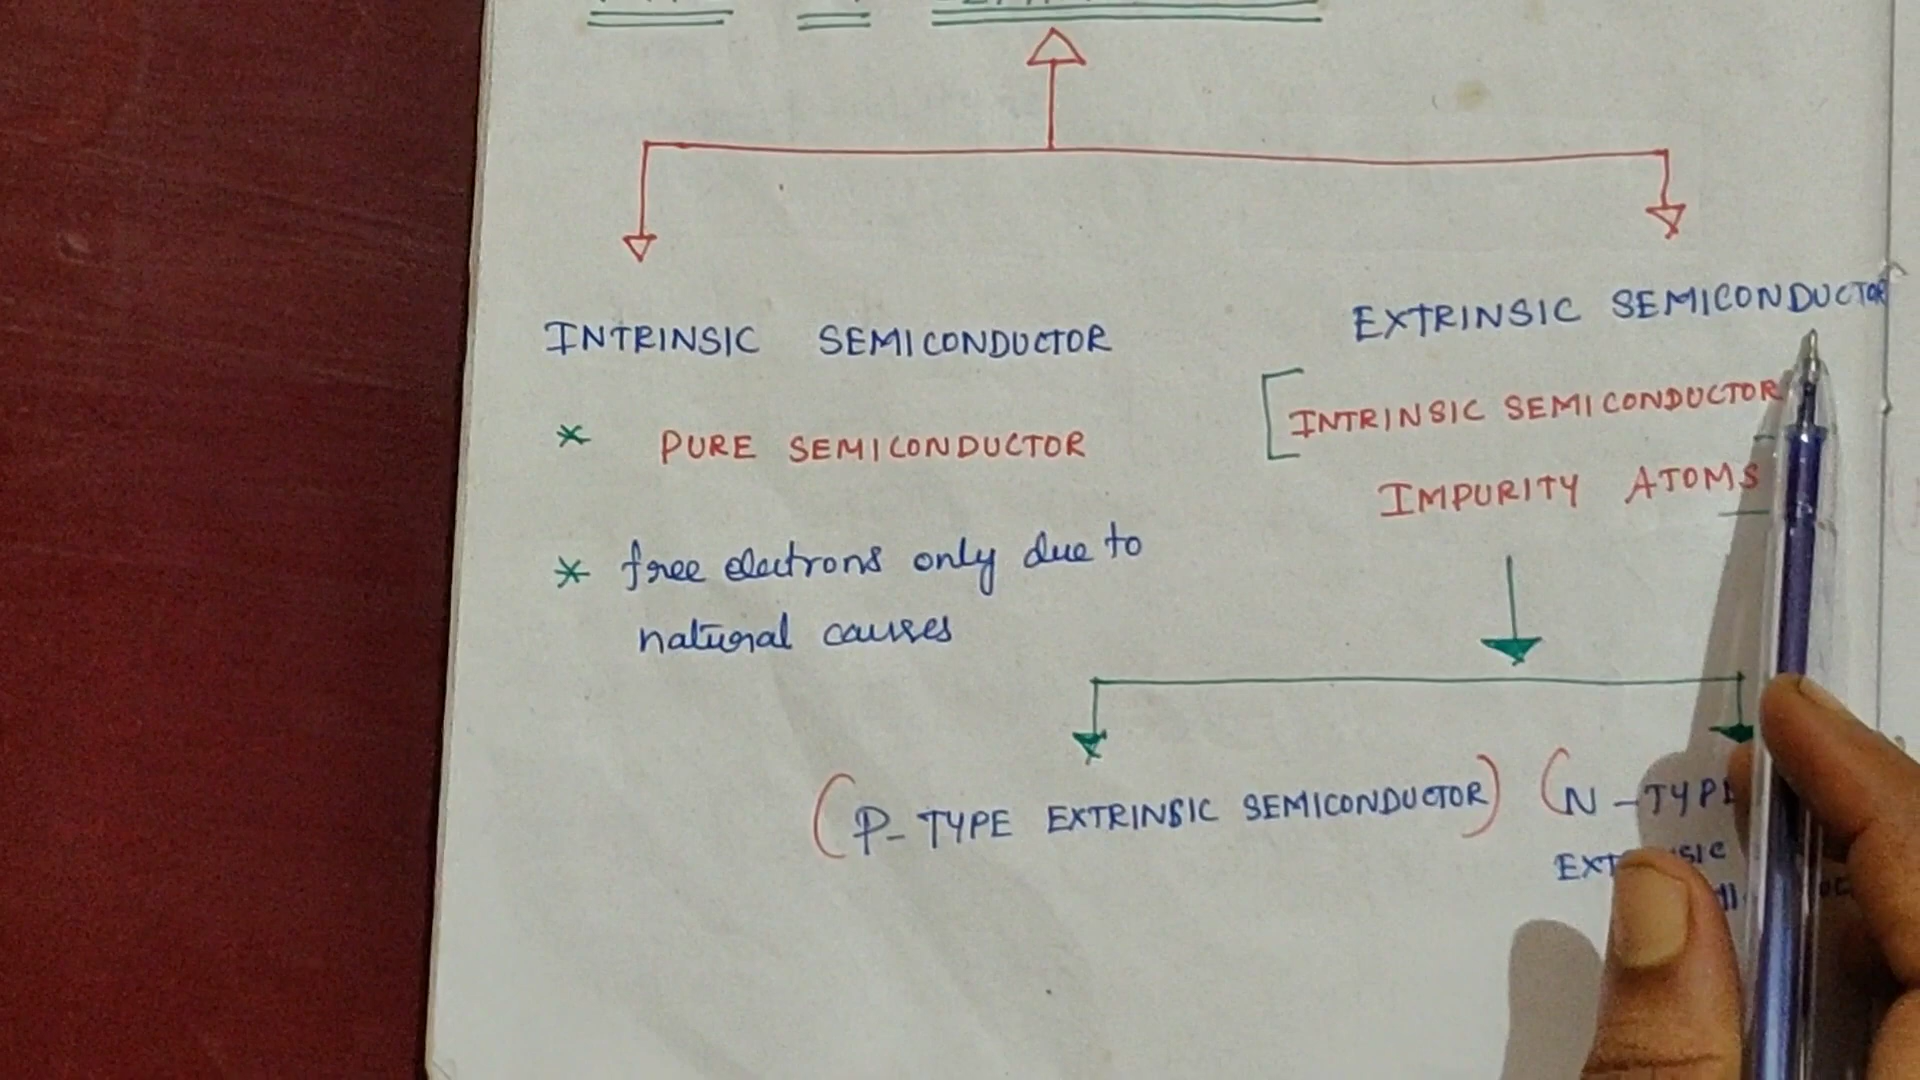 INTRINSIC SEMICONDUCTOR
EXTRINSIC SEMICONDUCTOR
* PURE SEMICONDUCTOR
[INTRINSIC SEMICONDUCTOR
IMPURITY ATOMS
* free electrons only due to
natural causes
(P-TYPE EXTRINSIC SEMICONDUCTOR)
(N-TYPE